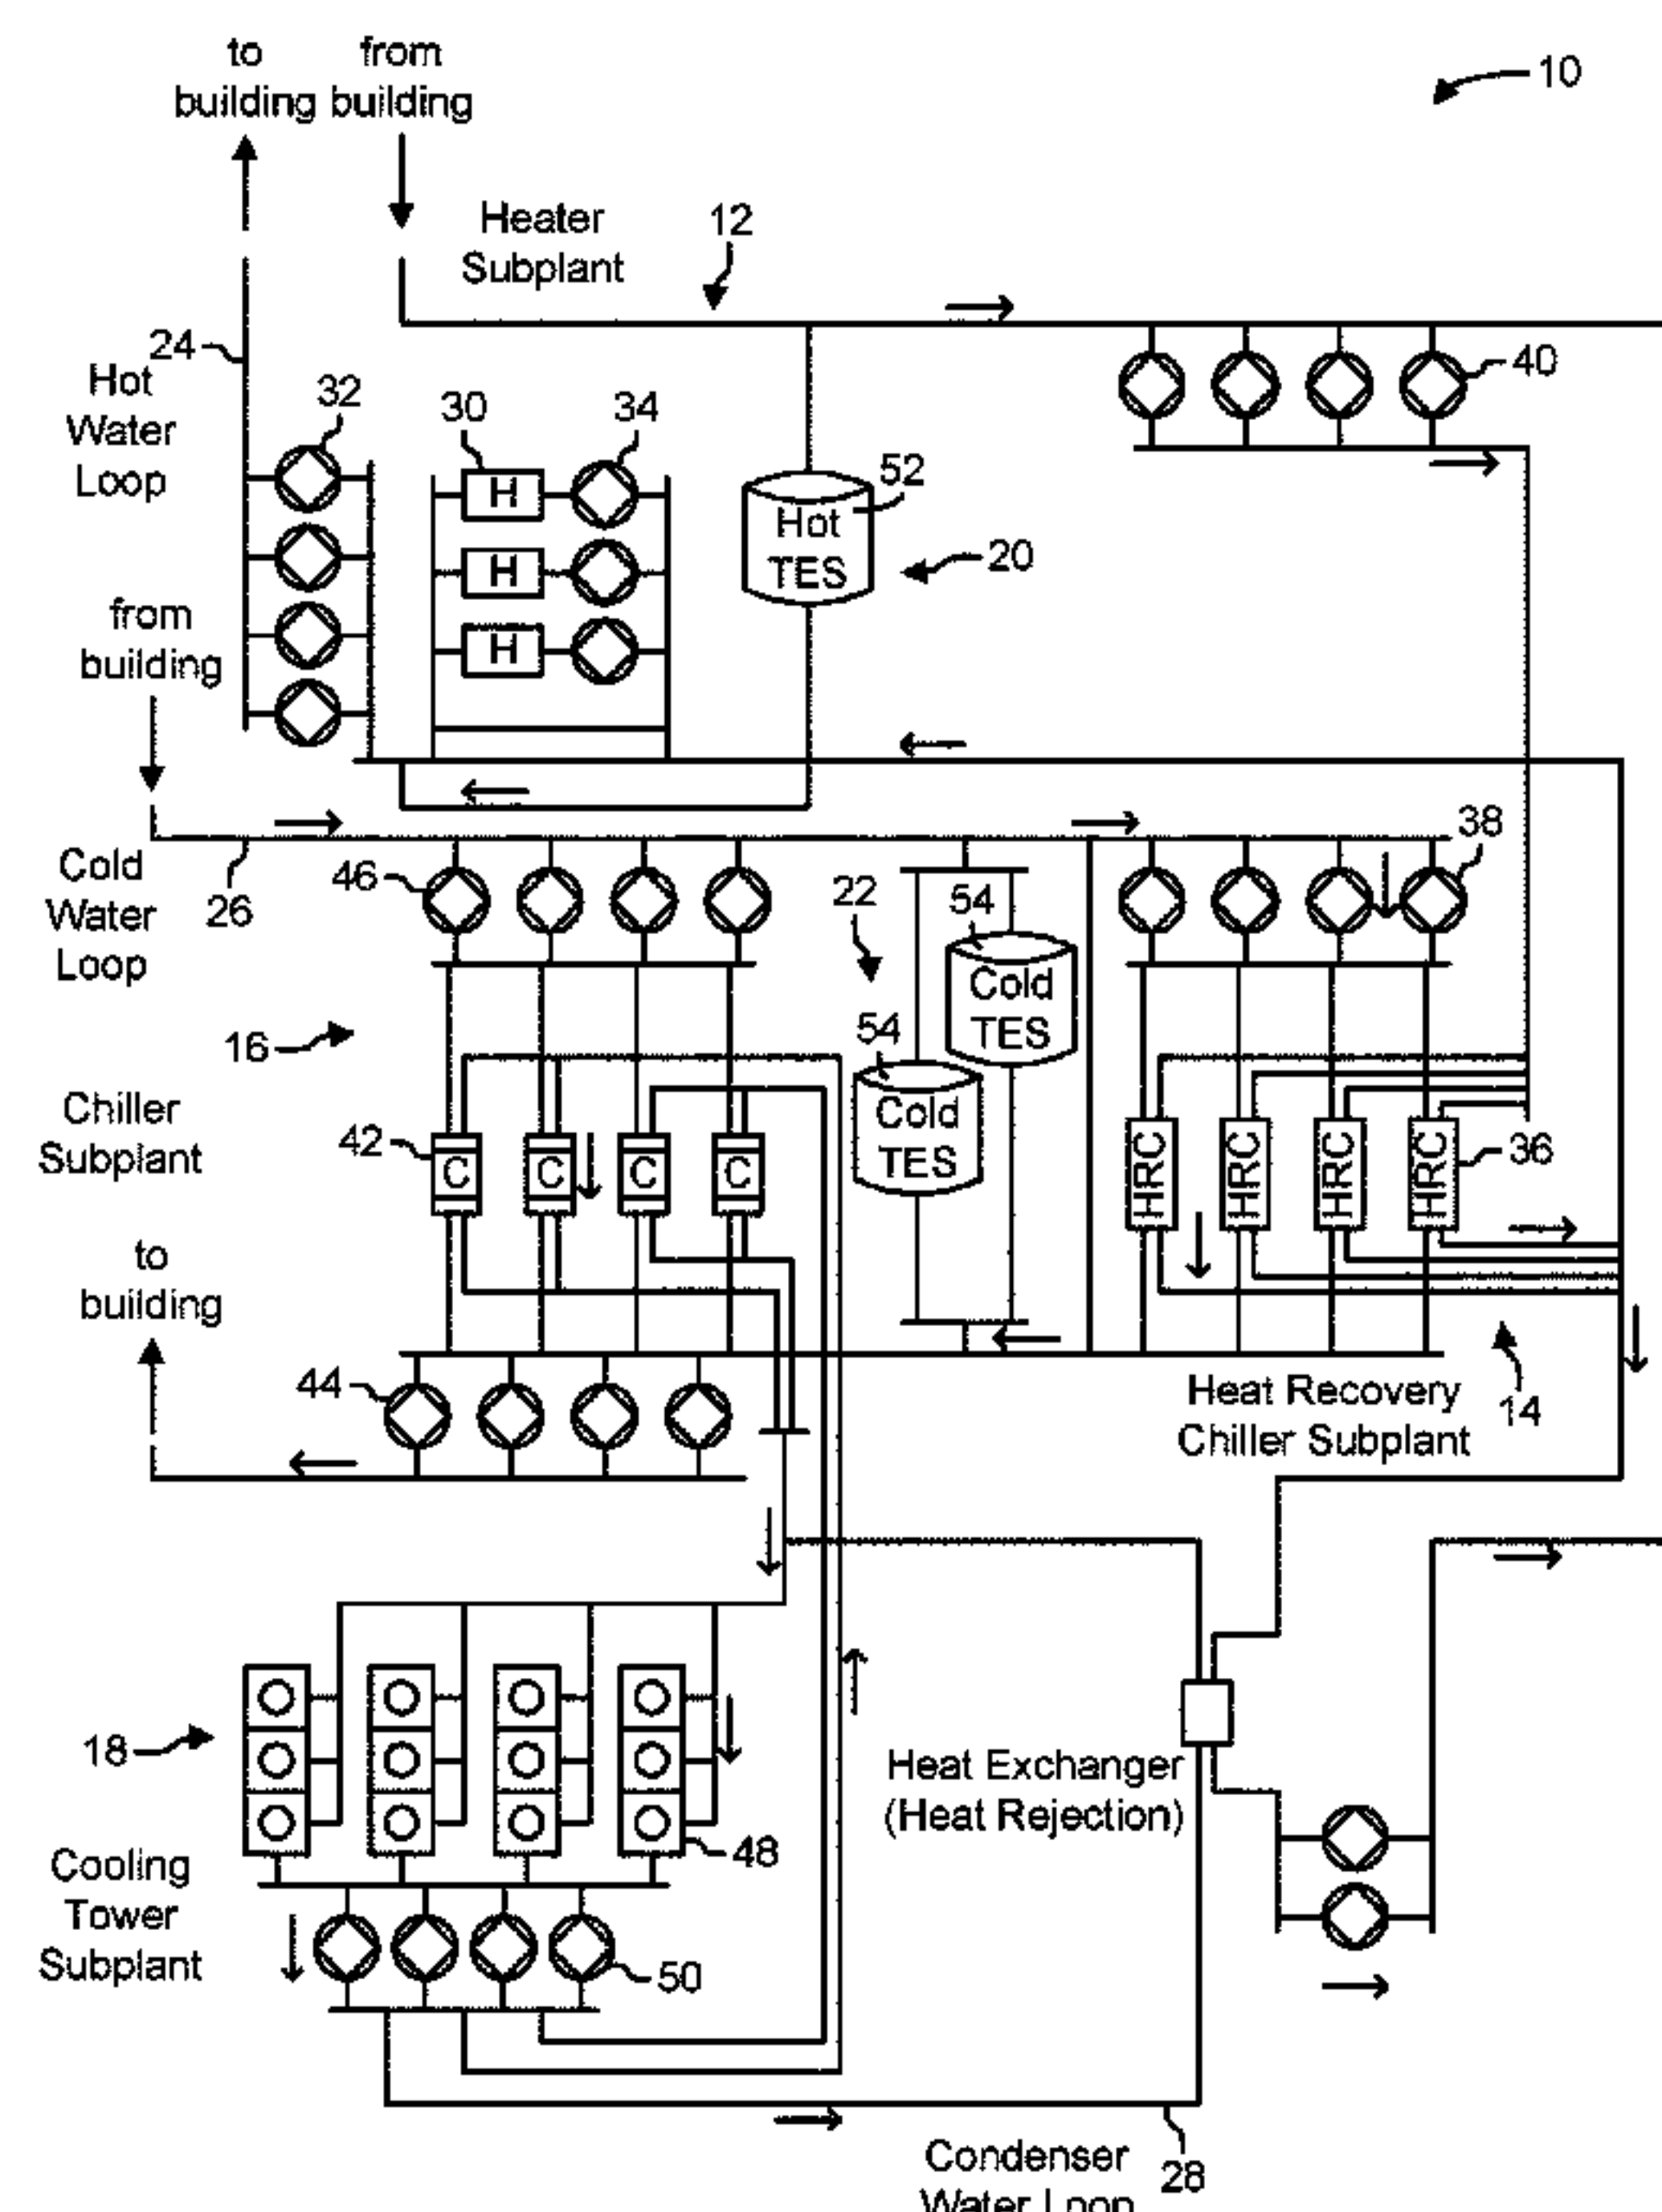 to
building
from
building
10
Heater
Subplant
12
24
Hot
Water
Loop
32
30
34
40
H
H
H
Hot
TES
52
20
from
building
38
Cold
Water
Loop
26
46
22
54
Cold
TES
54
Cold
TES
16
Chiller
Subplant
42
C
C
C
C
HRC
HRC
HRC
HRC
36
to
building
44
Heat Recovery
Chiller Subplant
14
18
Heat Exchanger
(Heat Rejection)
48
Cooling
Tower
Subplant
50
Condenser
Water Loop
28